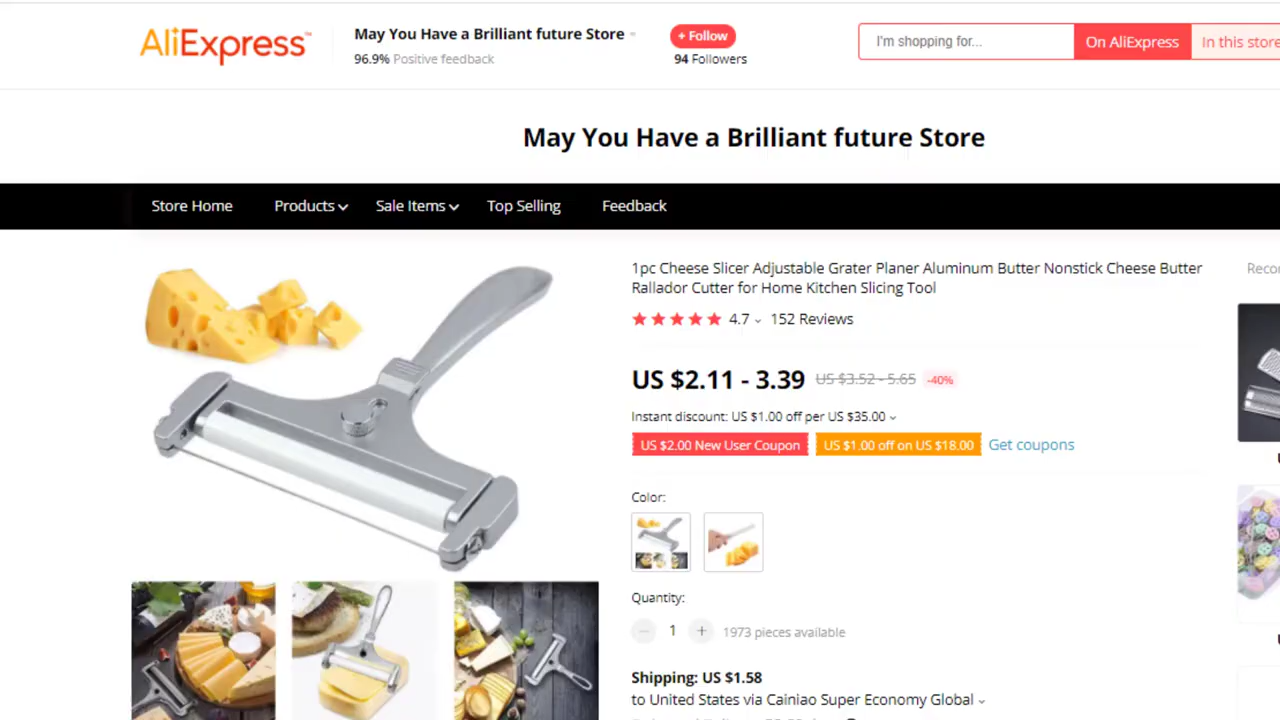 AliExpress™
May You Have a Brilliant future Store
+ Follow
96.9% Positive feedback
94 Followers
I'm shopping for...
On AliExpress
In this store
May You Have a Brilliant future Store
Store Home Products Sale Items Top Selling Feedback
1pc Cheese Slicer Adjustable Grater Planer Aluminum Butter Nonstick Cheese Butter
Rallador Cutter for Home Kitchen Slicing Tool
4.7 152 Reviews
US $2.11 - 3.39 US $3.52 - 5.65 -40%
Instant discount: US $1.00 off per US $35.00
US $2.00 New User Coupon US $1.00 off on US $18.00 Get coupons
Color:
Quantity:
1 1973 pieces available
Shipping: US $1.58
to United States via Cainiao Super Economy Global